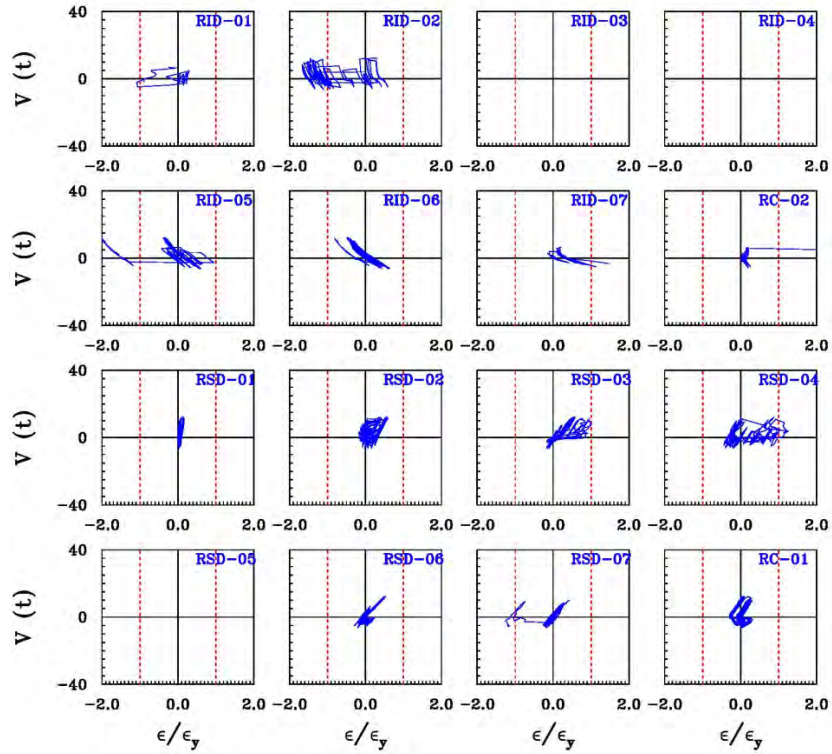 RID-01 RID-02 RID-03 RID-04
40 V (t) 0 -40
-2.0 0.0 2.0 -2.0 0.0 2.0 -2.0 0.0 2.0 -2.0 0.0 2.0
RID-05 RID-06 RID-07 RC-02
40 V (t) 0 -40
-2.0 0.0 2.0 -2.0 0.0 2.0 -2.0 0.0 2.0 -2.0 0.0 2.0
RSD-01 RSD-02 RSD-03 RSD-04
40 V (t) 0 -40
-2.0 0.0 2.0 -2.0 0.0 2.0 -2.0 0.0 2.0 -2.0 0.0 2.0
RSD-05 RSD-06 RSD-07 RC-01
40 V (t) 0 -40
-2.0 0.0 2.0 -2.0 0.0 2.0 -2.0 0.0 2.0 -2.0 0.0 2.0
ϵ/ϵy ϵ/ϵy ϵ/ϵy ϵ/ϵy